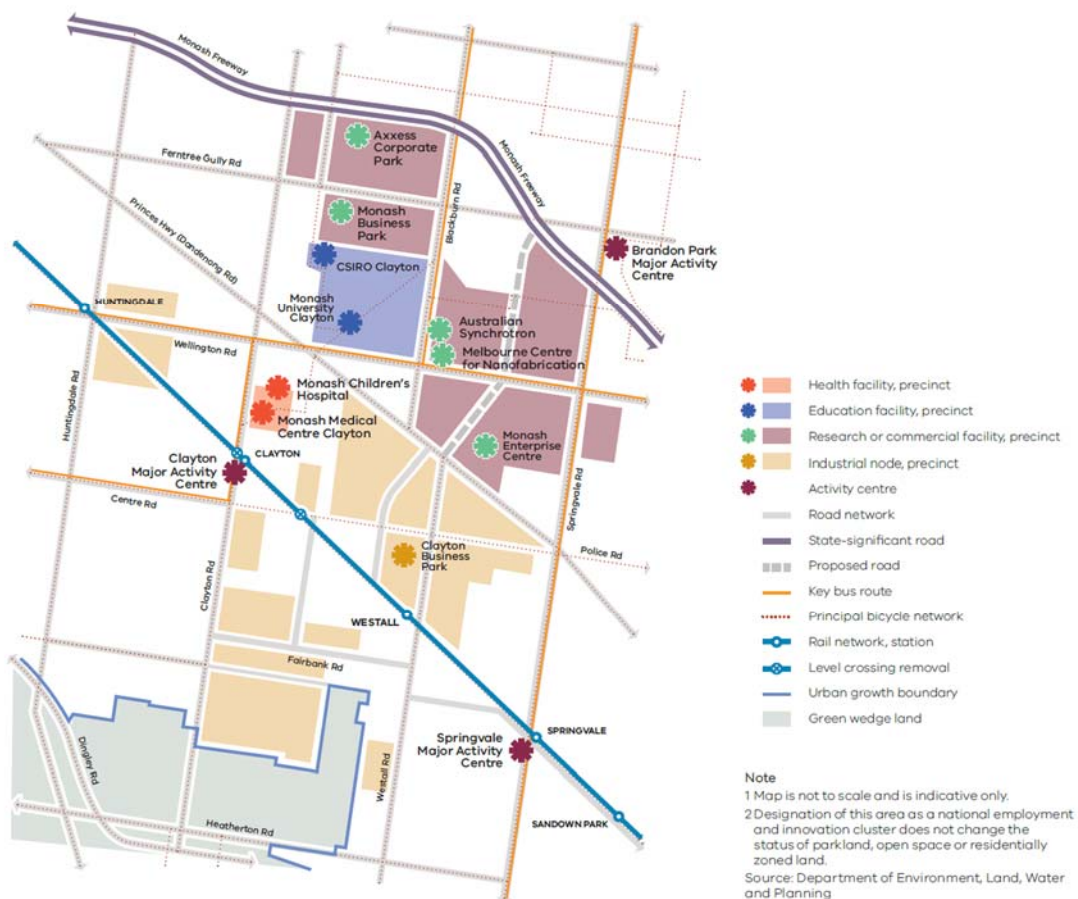 Monash Freeway
Axxess
Corporate
Park
Ferntree Gully Rd
Monash Freeway
Princes Hwy (Dandenong Rd)
Monash
Business
Park
Blackburn Rd
Brandon Park
Major Activity
Centre
CSIRO Clayton
Monash
University
Clayton
HUNTINGDALE
Australian
Synchrotron
Wellington Rd
Melbourne Centre
for Nanofabrication
Huntingdale Rd
Monash Children's
Hospital
Monash Medical
Centre Clayton
Monash
Enterprise
Centre
CLAYTON
Clayton
Major Activity
Centre
Springvale Rd
Centre Rd
Clayton
Business
Park
Police Rd
Clayton Rd
WESTALL
Fairbank Rd
SPRINGVALE
Springvale
Major Activity
Centre
Dingley Rd
Westall Rd
Heatherton Rd
SANDOWN PARK
Health facility, precinct
Education facility, precinct
Research or commercial facility, precinct
Industrial node, precinct
Activity centre
Road network
State-significant road
Proposed road
Key bus route
Principal bicycle network
Rail network, station
Level crossing removal
Urban growth boundary
Green wedge land
Note
1 Map is not to scale and is indicative only.
2 Designation of this area as a national employment
and innovation cluster does not change the
status of parkland, open space or residentially
zoned land.
Source: Department of Environment, Land, Water
and Planning